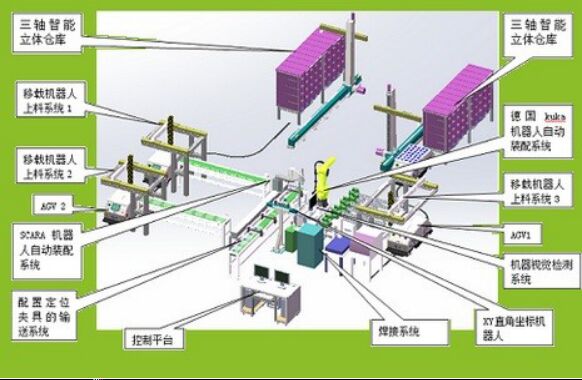 三轴智能
立体仓库
三轴智能
立体仓库
移载机器人
上料系统1
德国 kuka
机器人自动
装配系统
移载机器人
上料系统2
移载机器人
上料系统3
AGV 2
AGV1
SCARA 机器
人自动装配
系统
机器视觉检测
系统
配置定位
夹具的输
送系统
控制平台
焊接系统
XY直角坐标机
器人